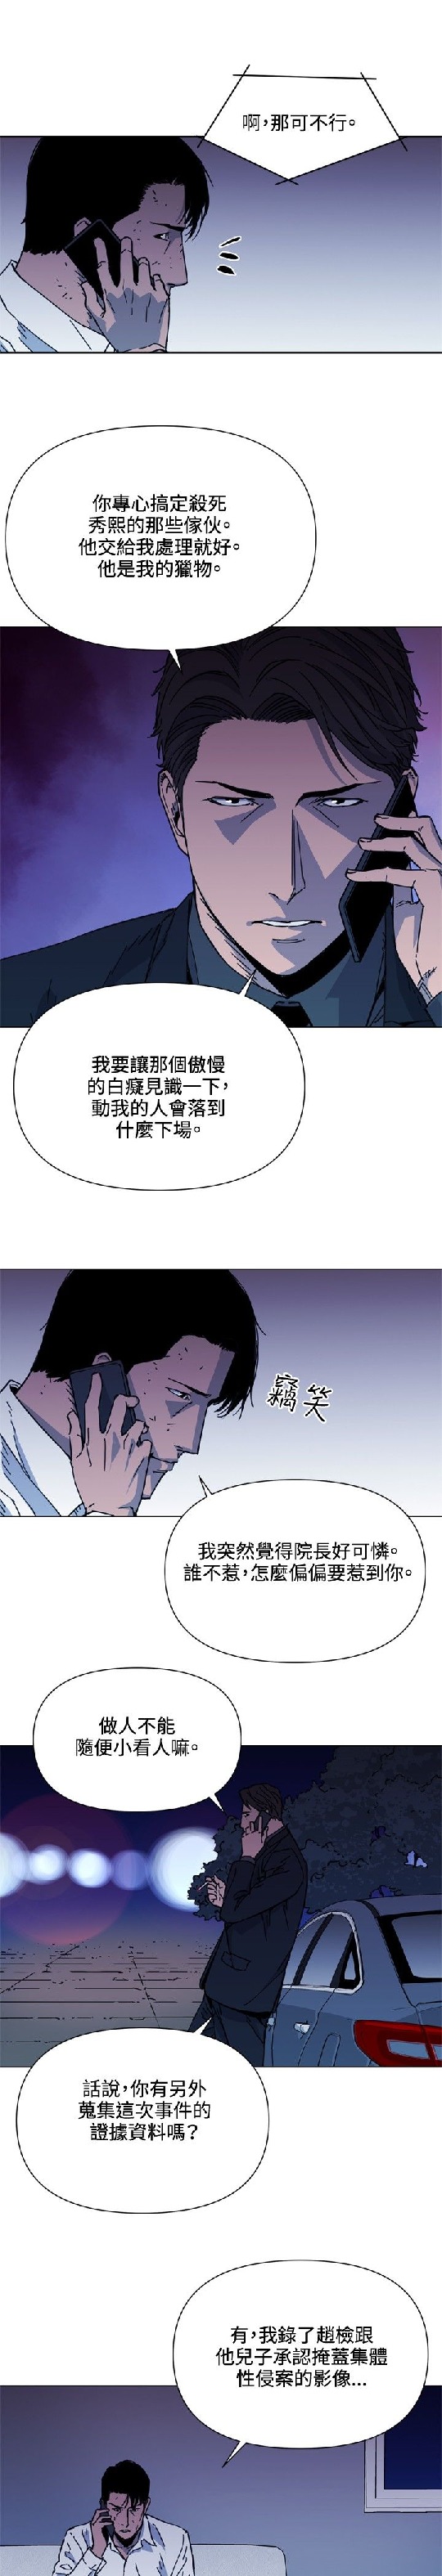 啊，那可不行。
你專心搞定殺死
秀熙的那些傢伙。
他交給我處理就好。
他是我的獵物。
我要讓那個傲慢
的白癡見識一下，
動我的人會落到
什麼下場。
竊笑
我突然覺得院長好可憐。
誰不惹，怎麼偏偏要惹到你。
做人不能
隨便小看人嘛。
話說，你有另外
蒐集這次事件的
證據資料嗎？
有，我錄了趙檢跟
他兒子承認掩蓋集體
性侵案的影像...